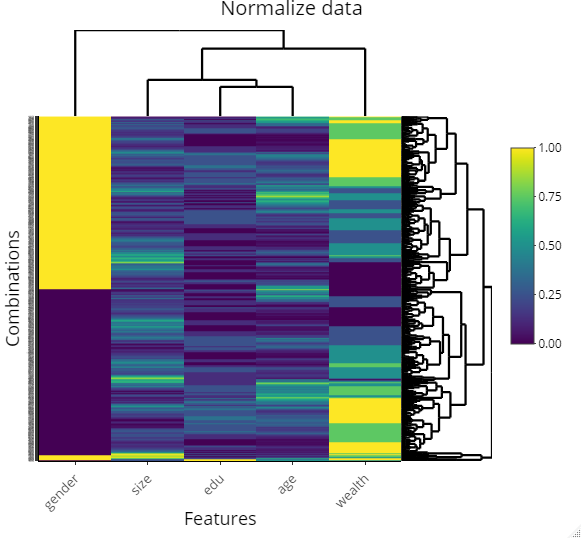 Normalize data
Combinations
1.00
0.75
0.50
0.25
0.00
gender
size
edu
age
wealth
Features